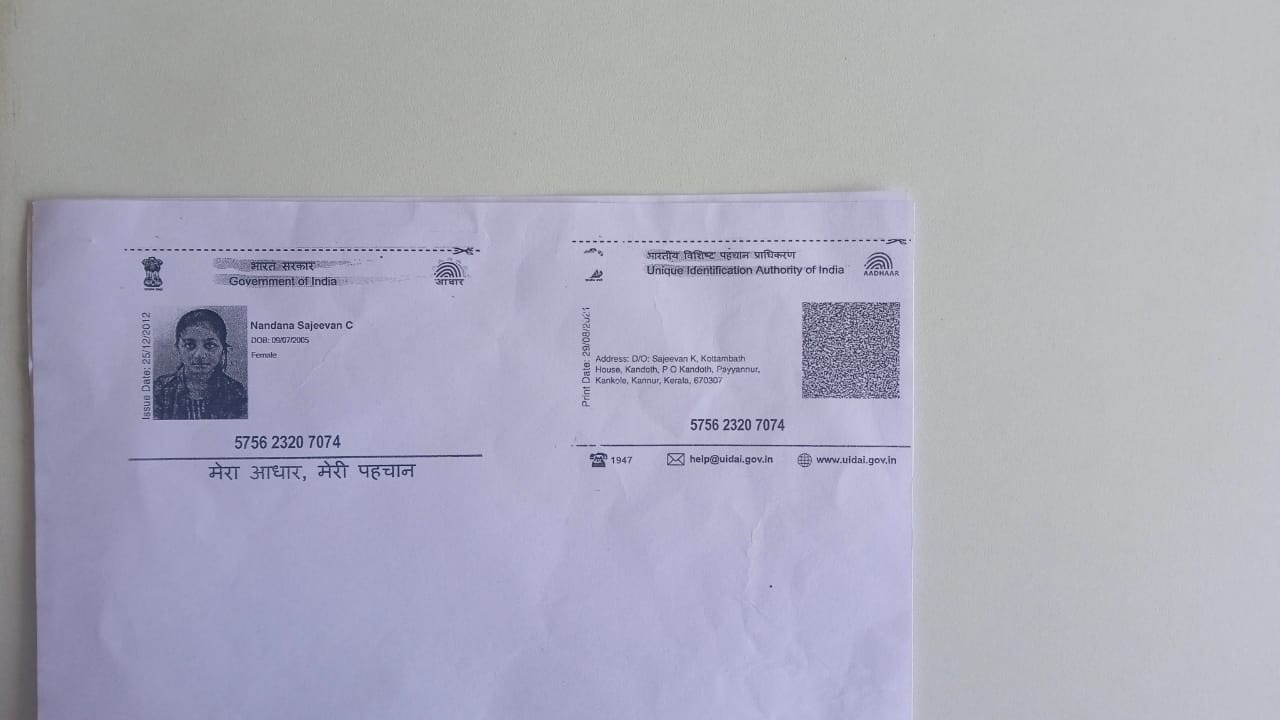 भारत सरकार
Government of India
आधार
Issue Date: 25/12/2012
Nandana Sajeevan C
DOB: 09/07/2005
Female
5756 2320 7074
मेरा आधार, मेरी पहचान
भारतीय विशिष्ट पहचान प्राधिकरण
Unique Identification Authority of India
AADHAAR
Print Date: 29/08/2021
Address: D/O: Sajeevan K, Kottambath
House, Kandoth, P O Kandoth, Payyannur,
Kankole, Kannur, Kerala, 670307
5756 2320 7074
1947
help@uidai.gov.in
www.uidai.gov.in